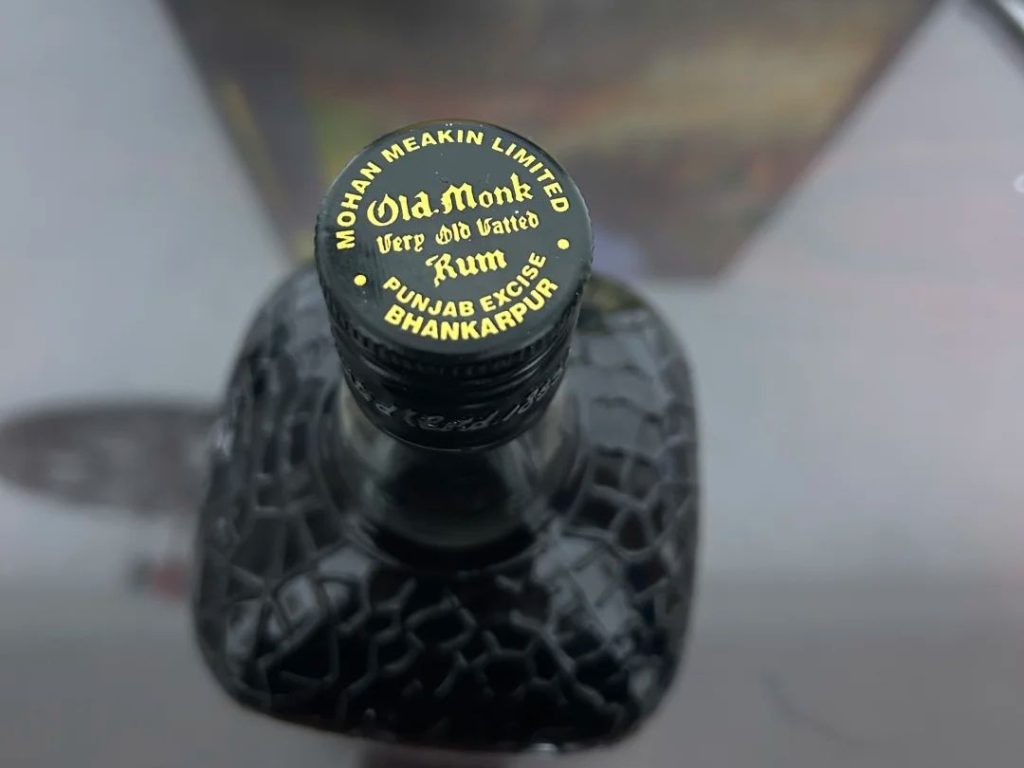 MOHAN MEAKIN LIMITED
Old Monk
Very Old Vatted
Rum
PUNJAB EXCISE
BHANKARPUR